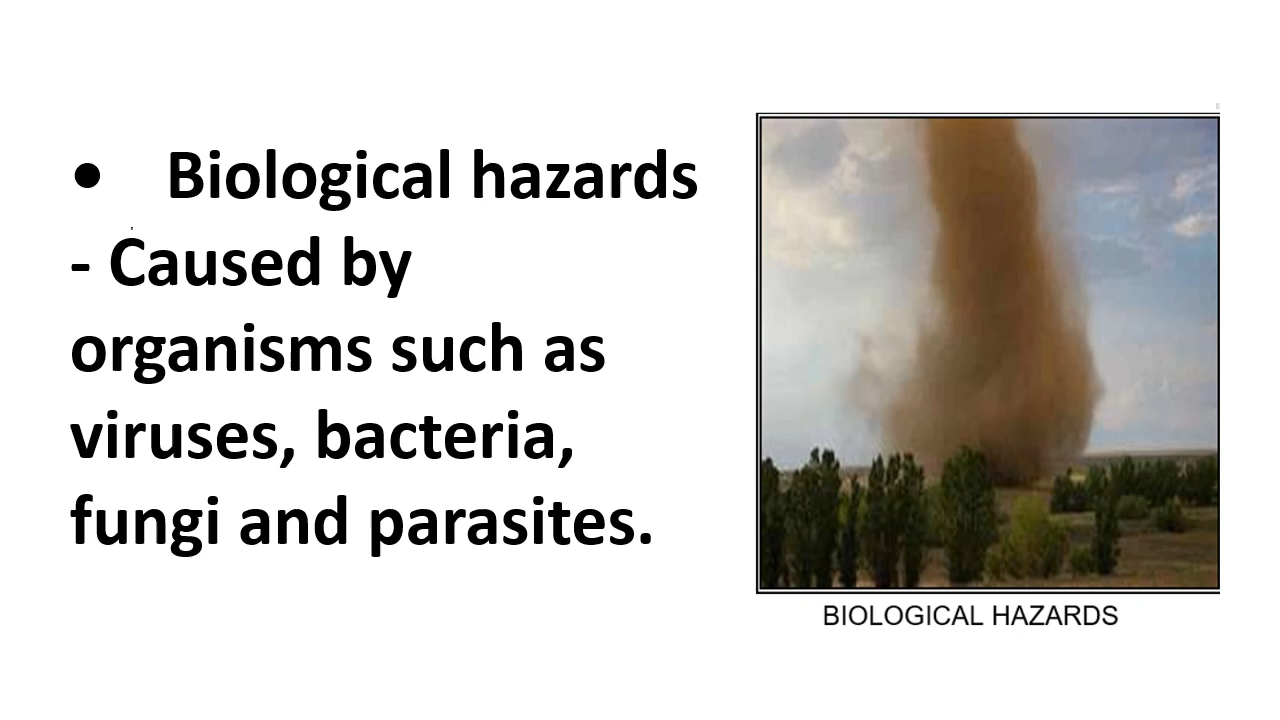 • Biological hazards
- Caused by
organisms such as
viruses, bacteria,
fungi and parasites.
BIOLOGICAL HAZARDS